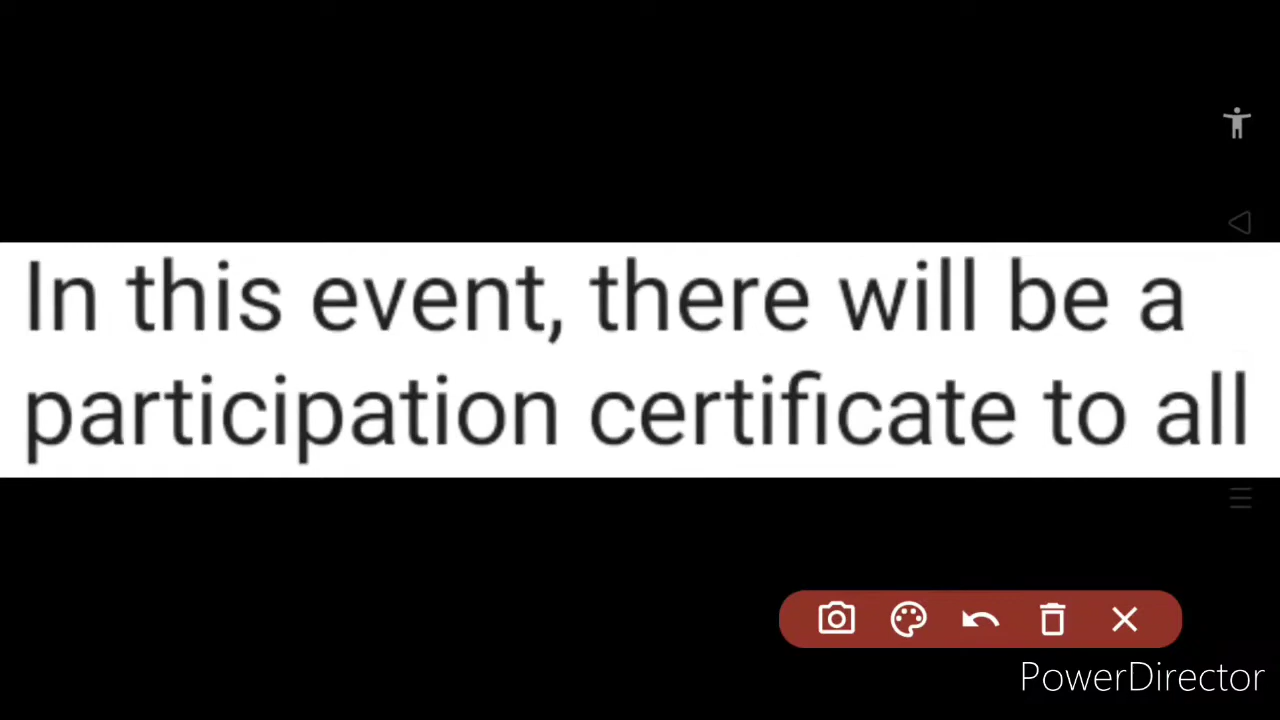 In this event, there will be a
participation certificate to all
PowerDirector